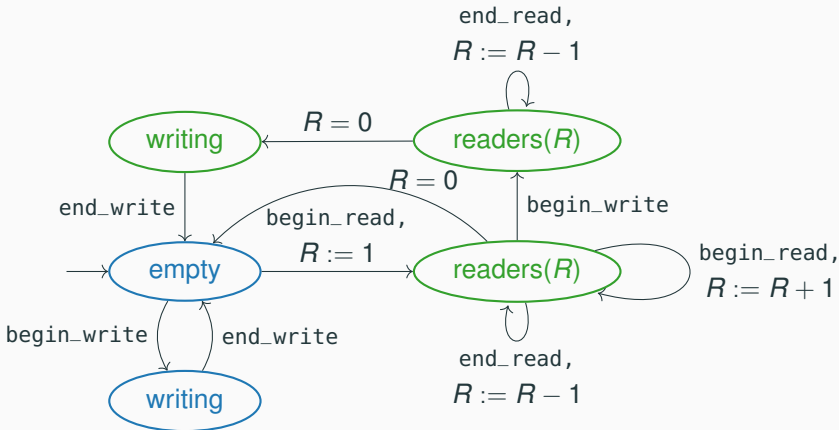 end_read,
R := R − 1
writing
R = 0
readers(R)
R = 0
end_write
begin_read,
R := 1
begin_write
empty
readers(R)
begin_read,
R := R + 1
begin_write
end_write
end_read,
R := R − 1
writing